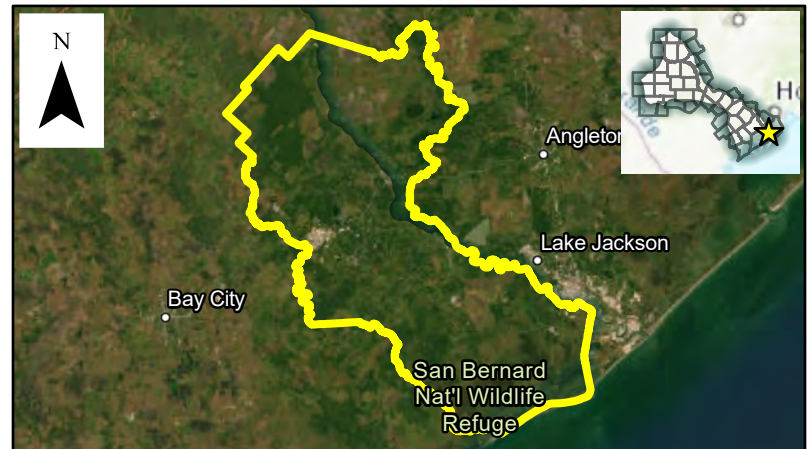 N
Angleton
Lake Jackson
Bay City
San Bernard
Nat'l Wildlife
Refuge